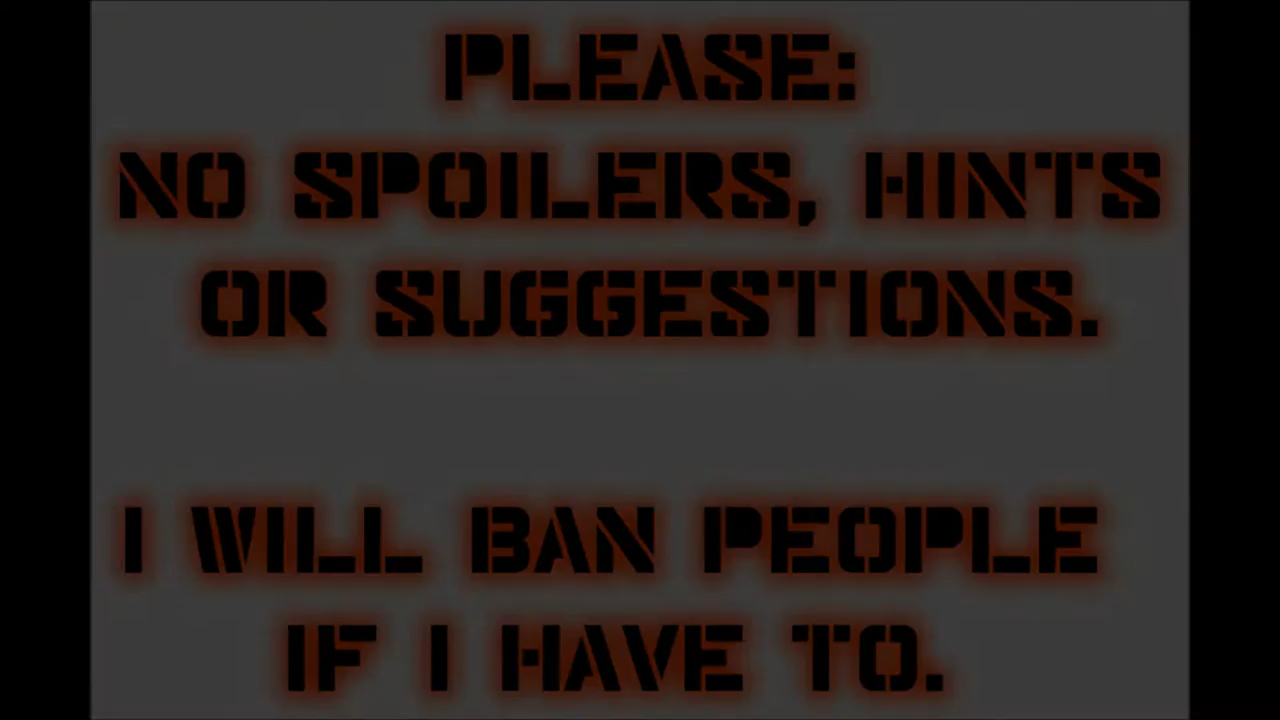 PLEASE:
NO SPOILERS, HINTS
OR SUGGESTIONS.
I WILL BAN PEOPLE
IF I HAVE TO.